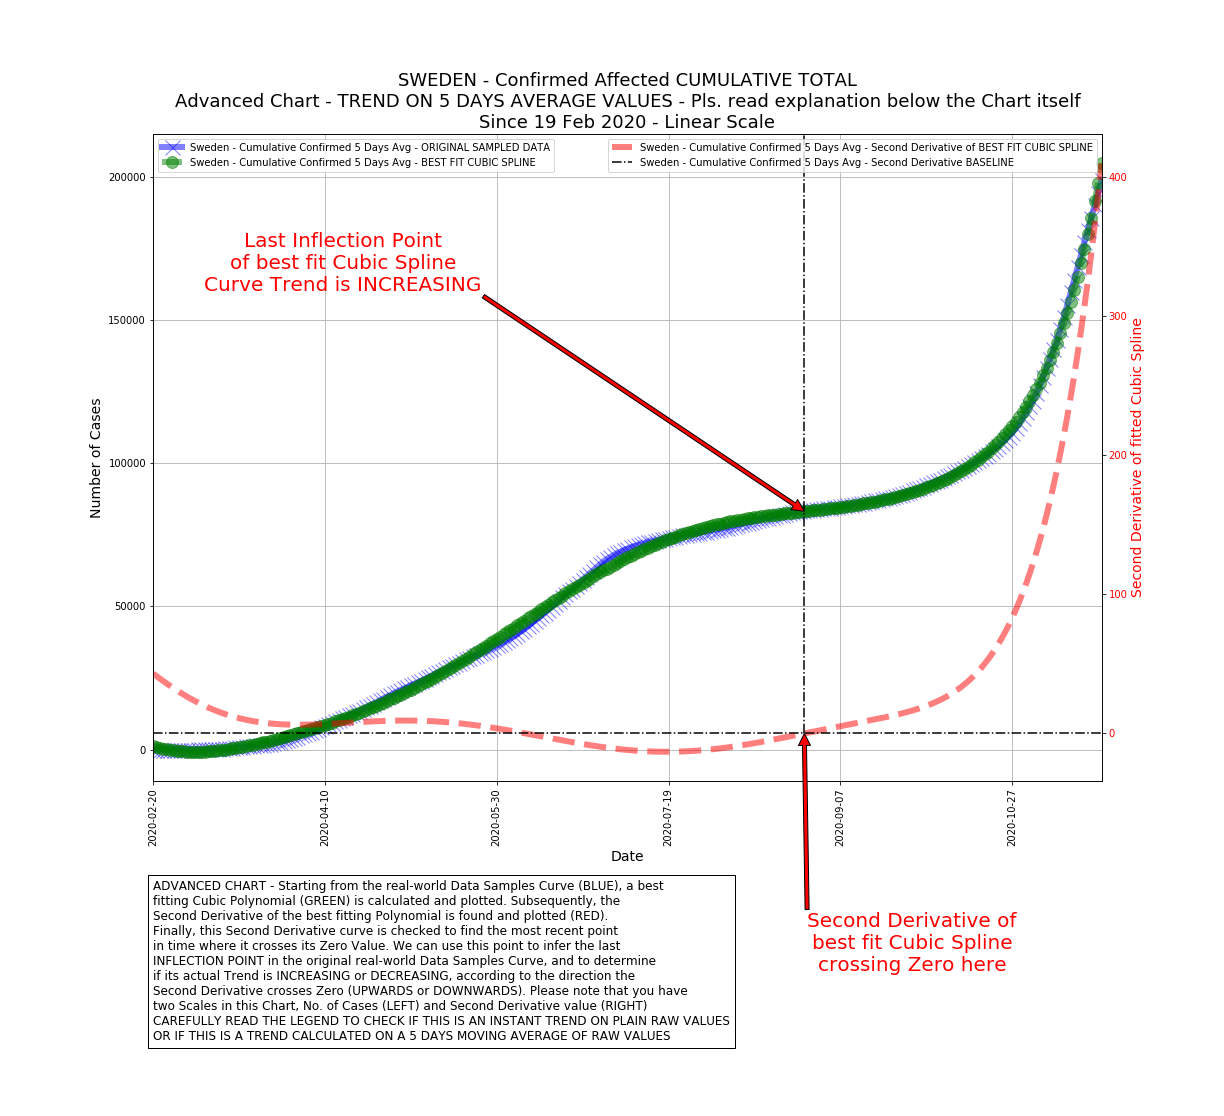 SWEDEN - Confirmed Affected CUMULATIVE TOTAL
Advanced Chart - TREND ON 5 DAYS AVERAGE VALUES - Pls. read explanation below the Chart itself
Since 19 Feb 2020 - Linear Scale
Sweden - Cumulative Confirmed 5 Days Avg - ORIGINAL SAMPLED DATA
Sweden - Cumulative Confirmed 5 Days Avg - BEST FIT CUBIC SPLINE
Sweden - Cumulative Confirmed 5 Days Avg - Second Derivative of BEST FIT CUBIC SPLINE
Sweden - Cumulative Confirmed 5 Days Avg - Second Derivative BASELINE
Last Inflection Point
of best fit Cubic Spline
Curve Trend is INCREASING
Number of Cases
200000
150000
100000
50000
0
400
300
200
100
0
Second Derivative of fitted Cubic Spline
2020-02-20
2020-04-10
2020-05-30
2020-07-19
2020-09-07
2020-10-27
Date
Second Derivative of
best fit Cubic Spline
crossing Zero here
ADVANCED CHART - Starting from the real-world Data Samples Curve (BLUE), a best
fitting Cubic Polynomial (GREEN) is calculated and plotted. Subsequently, the
Second Derivative of the best fitting Polynomial is found and plotted (RED).
Finally, this Second Derivative curve is checked to find the most recent point
in time where it crosses its Zero Value. We can use this point to infer the last
INFLECTION POINT in the original real-world Data Samples Curve, and to determine
if its actual Trend is INCREASING or DECREASING, according to the direction the
Second Derivative crosses Zero (UPWARDS or DOWNWARDS). Please note that you have
two Scales in this Chart, No. of Cases (LEFT) and Second Derivative value (RIGHT)
CAREFULLY READ THE LEGEND TO CHECK IF THIS IS AN INSTANT TREND ON PLAIN RAW VALUES
OR IF THIS IS A TREND CALCULATED ON A 5 DAYS MOVING AVERAGE OF RAW VALUES